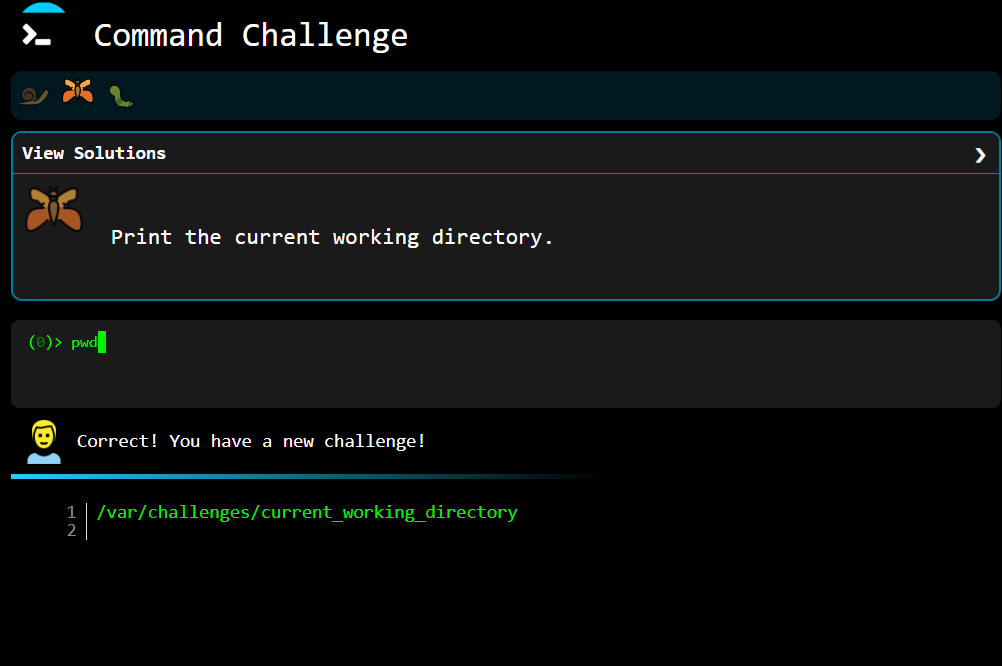 Command Challenge
View Solutions
Print the current working directory.
(0)> pwd
Correct! You have a new challenge!
1 /var/challenges/current_working_directory
2